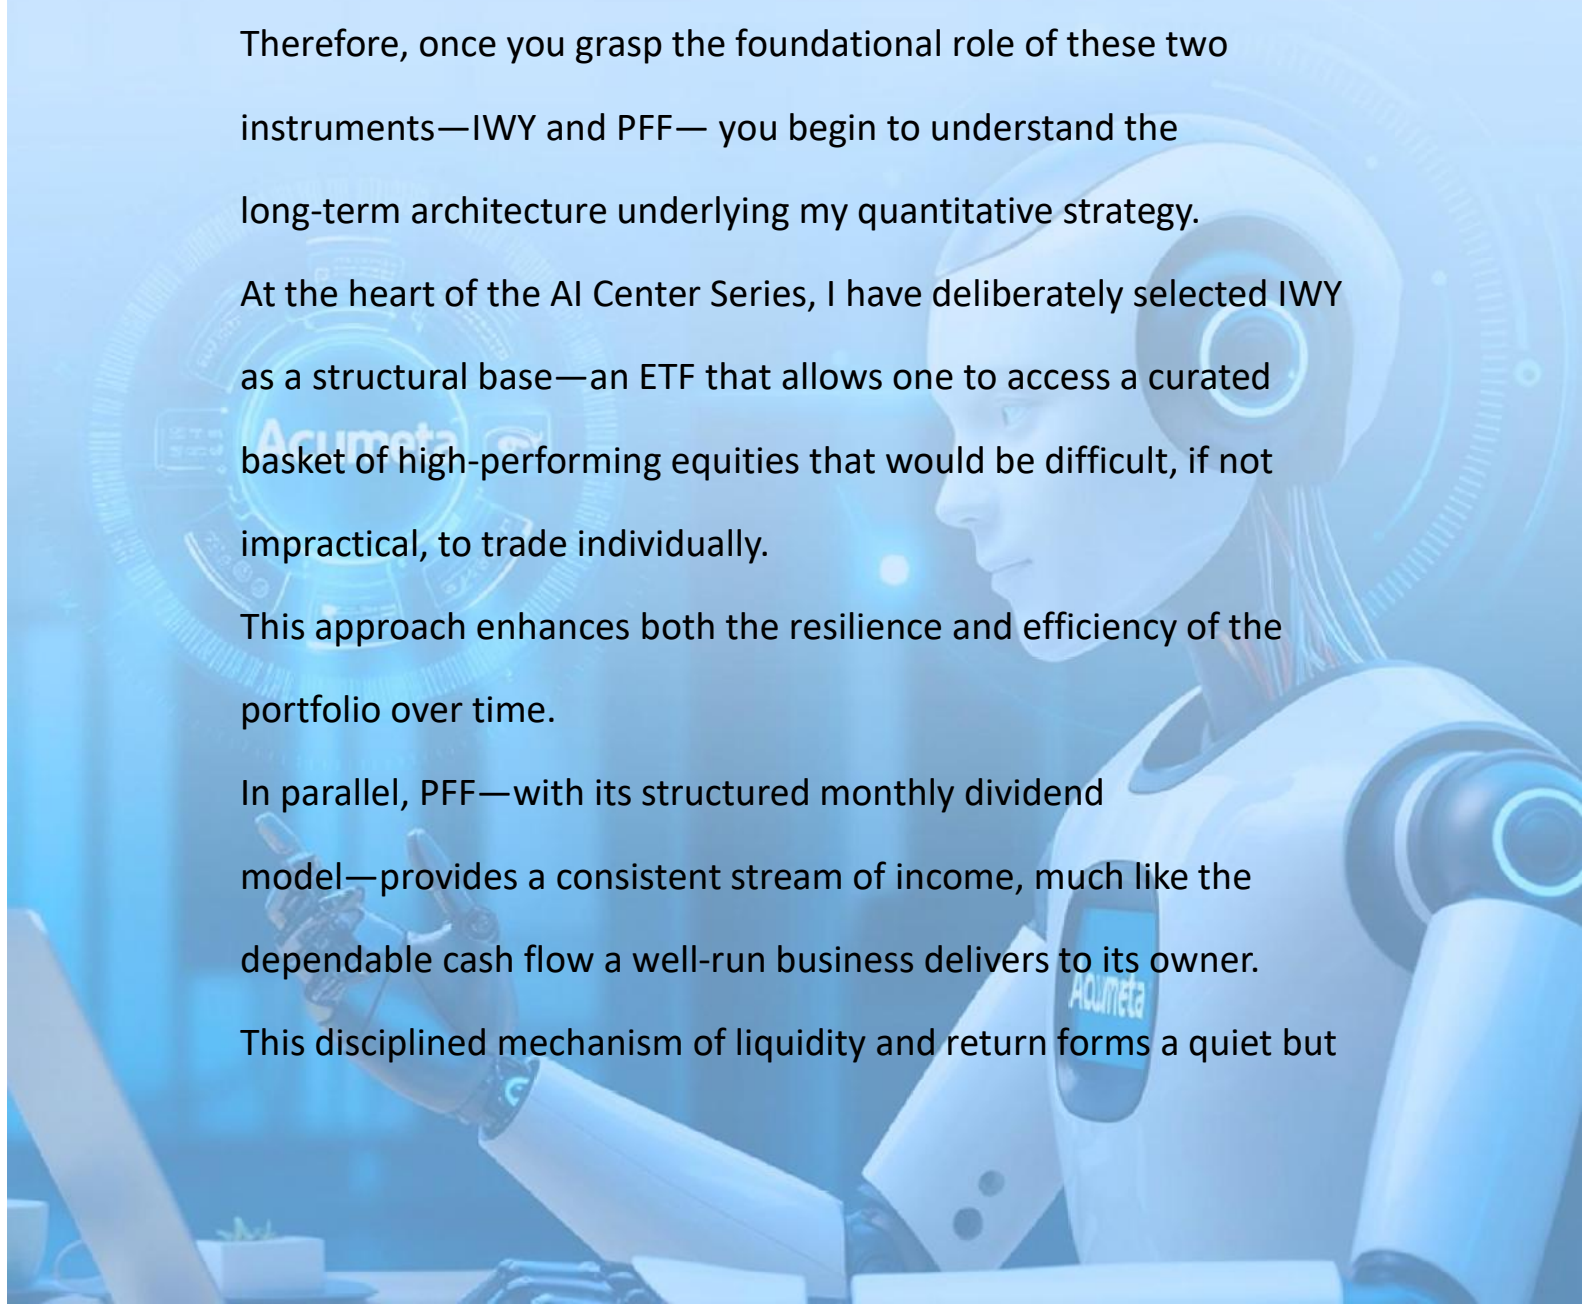 Therefore, once you grasp the foundational role of these two
instruments—IWY and PFF— you begin to understand the
long-term architecture underlying my quantitative strategy.
At the heart of the AI Center Series, I have deliberately selected IWY
as a structural base—an ETF that allows one to access a curated
Acumeta
basket of high-performing equities that would be difficult, if not
impractical, to trade individually.
This approach enhances both the resilience and efficiency of the
portfolio over time.
In parallel, PFF—with its structured monthly dividend
model—provides a consistent stream of income, much like the
dependable cash flow a well-run business delivers to its owner.
Acumeta
This disciplined mechanism of liquidity and return forms a quiet but